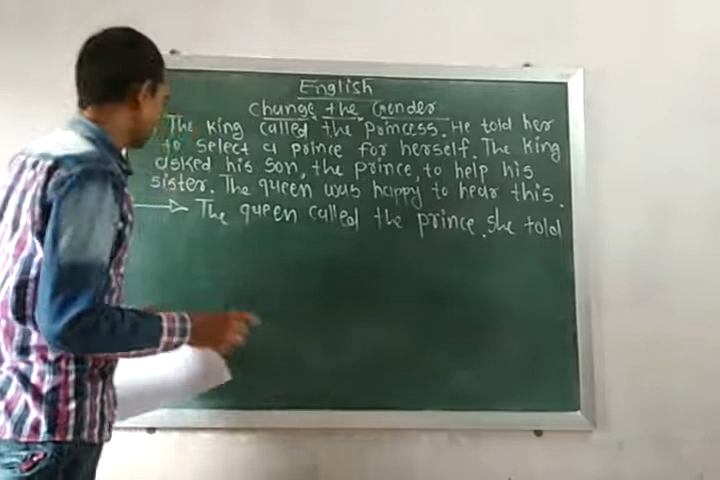 English
Change the Gender
The king called the princess. He told her
to select a prince for herself. The king
asked his son, the prince, to help his
sister. The queen was happy to hear this.
→ The queen called the prince. She told